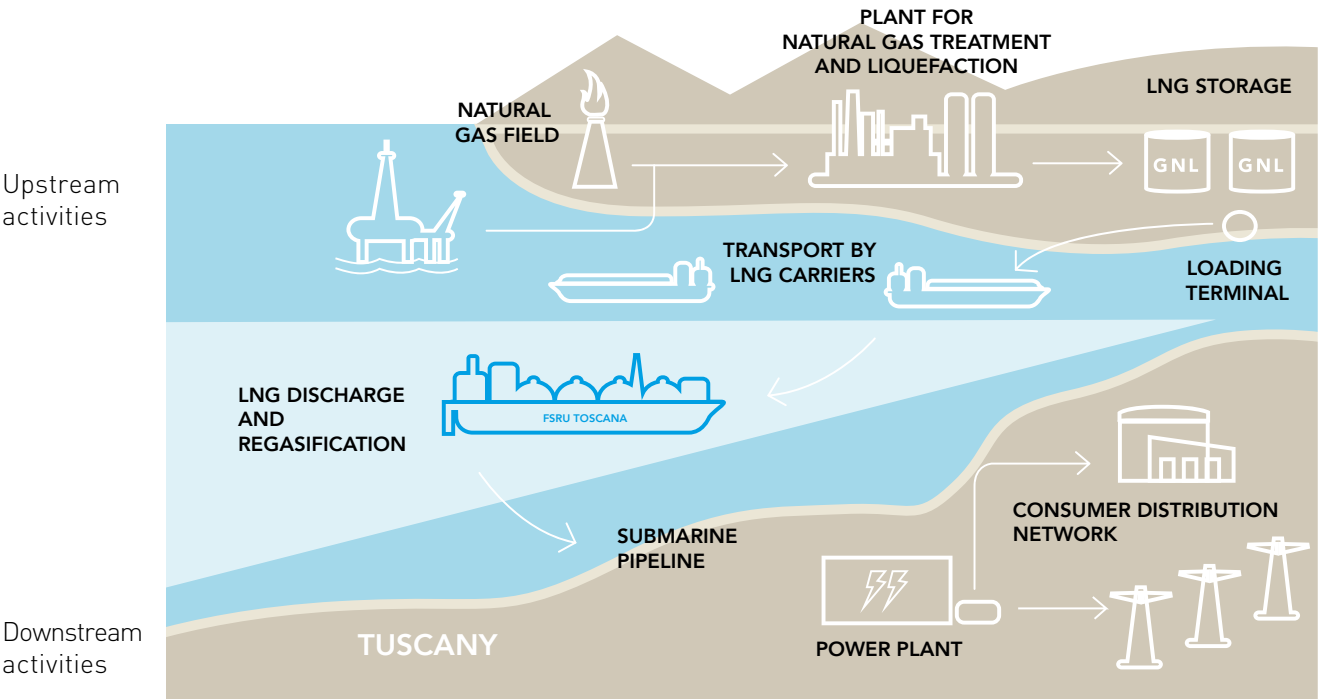 PLANT FOR
NATURAL GAS TREATMENT
AND LIQUEFACTION
LNG STORAGE
NATURAL
GAS FIELD
GNL
GNL
Upstream
activities
TRANSPORT BY
LNG CARRIERS
LOADING
TERMINAL
LNG DISCHARGE
AND
REGASIFICATION
FSRU TOSCANA
CONSUMER DISTRIBUTION
NETWORK
SUBMARINE
PIPELINE
Downstream
activities
TUSCANY
POWER PLANT